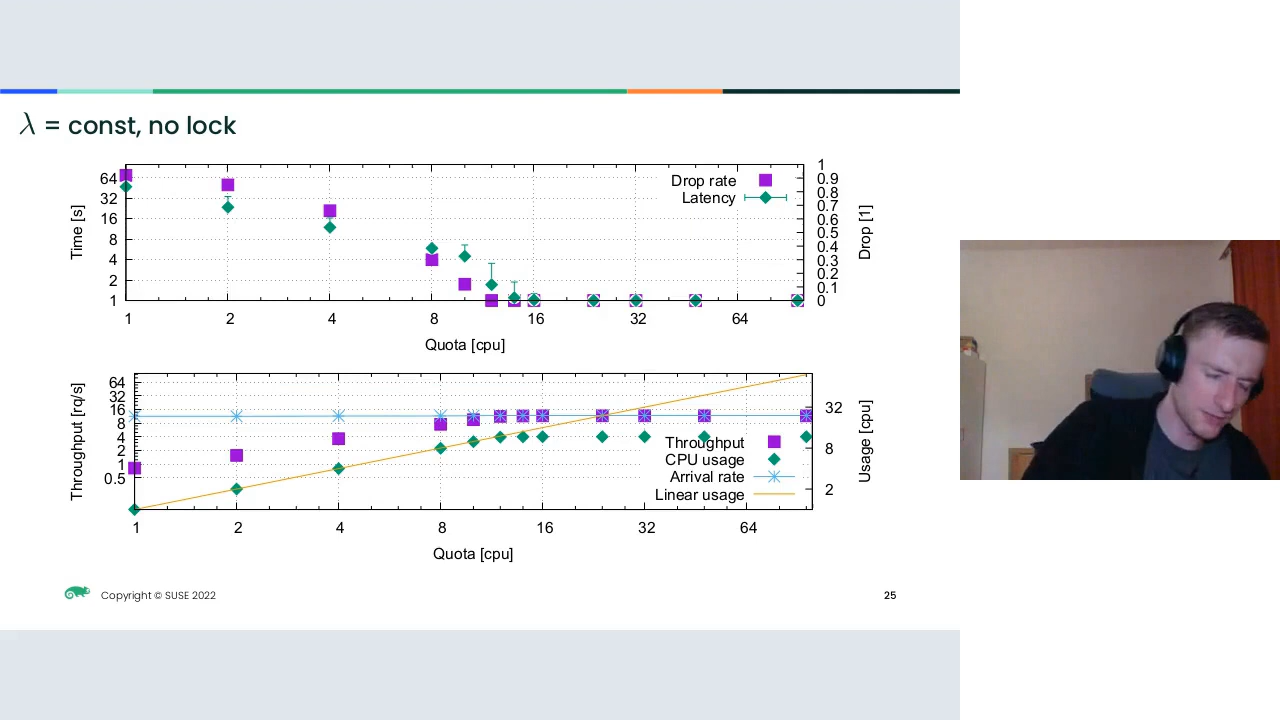 λ = const, no lock
Drop rate
Latency
64
32
16
8
4
2
1
Time [s]
1
0.9
0.8
0.7
0.6
0.5
0.4
0.3
0.2
0.1
0
Drop [1]
1 2 4 8 16 32 64
Quota [cpu]
64
32
16
8
4
2
1
0.5
Throughput [rq/s]
32
8
2
Usage [cpu]
Throughput
CPU usage
Arrival rate
Linear usage
1 2 4 8 16 32 64
Quota [cpu]
Copyright © SUSE 2022
25